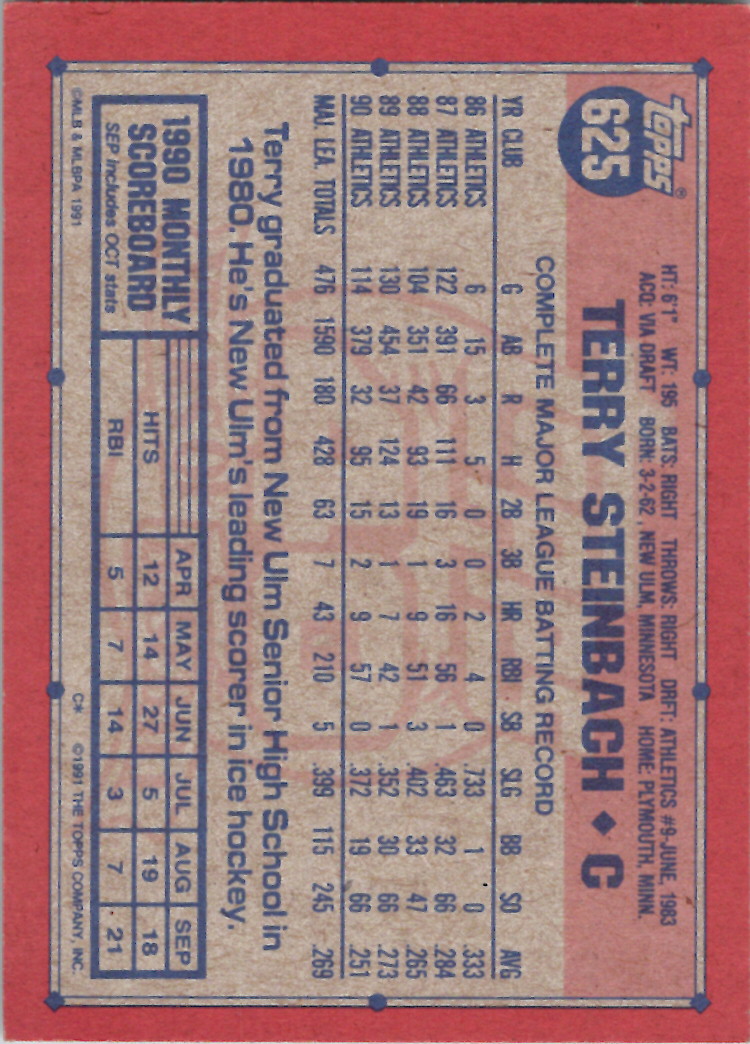 Topps®
625
HT: 6'1" WT: 195 BATS: RIGHT THROWS: RIGHT DRFT: ATHLETICS #9-JUNE, 1983
ACQ: VIA DRAFT BORN: 3-2-62, NEW ULM, MINNESOTA HOME: PLYMOUTH, MINN.
TERRY STEINBACH ♦ C
COMPLETE MAJOR LEAGUE BATTING RECORD
YR CLUB G AB R H 2B 3B HR RBI SB SLG BB SO AVG
86 ATHLETICS 6 15 3 5 0 0 2 4 0 .733 1 0 .333
87 ATHLETICS 122 391 66 111 16 3 16 56 1 .463 32 66 .284
88 ATHLETICS 104 351 42 93 19 1 9 51 3 .402 33 47 .265
89 ATHLETICS 130 454 37 124 13 1 7 42 1 .352 30 66 .273
90 ATHLETICS 114 379 32 95 15 2 9 57 0 .372 19 66 .251
MAJ. LEA. TOTALS 476 1590 180 428 63 7 43 210 5 .399 115 245 .269
Terry graduated from New Ulm Senior High School in
1980. He's New Ulm's leading scorer in ice hockey.
1990 MONTHLY
SCOREBOARD
SEP includes OCT stats
APR MAY JUN JUL AUG SEP
HITS 12 14 27 5 19 18
RBI 5 7 14 3 7 21
©MLB & MLBPA 1991 C* ©1991 THE TOPPS COMPANY, INC.